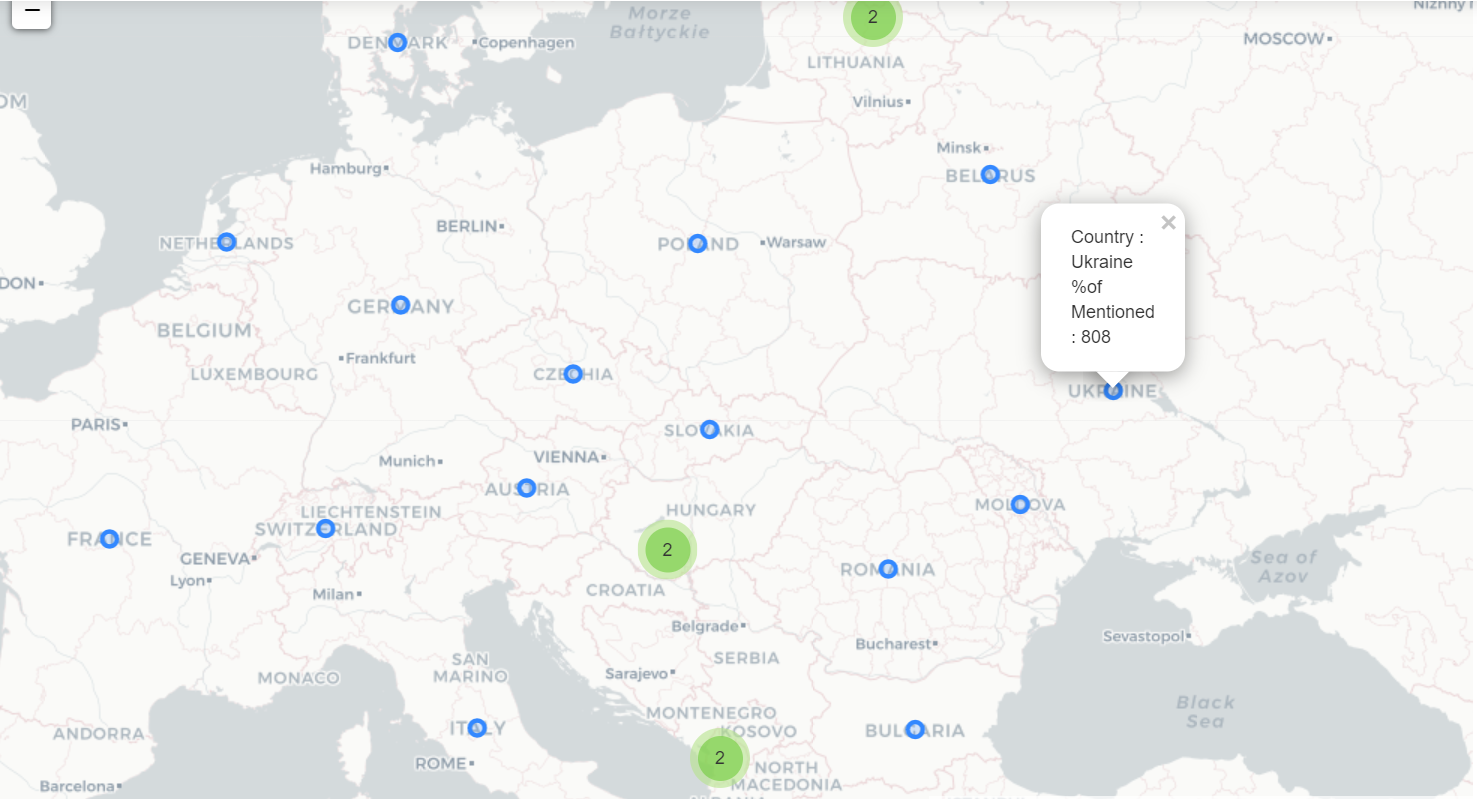 −
Morze
Bałtyckie
2
Nizhny N
DENMARK
Copenhagen
MOSCOW
LITHUANIA
OM
Vilnius
Minsk
Hamburg
BELARUS
BERLIN
NETHERLANDS
POLAND
Warsaw
×
Country :
Ukraine
%of
Mentioned
: 808
DON
GERMANY
BELGIUM
Frankfurt
LUXEMBOURG
CZECHIA
UKRAINE
PARIS
SLOVAKIA
Munich
VIENNA
AUSTRIA
HUNGARY
MOLDOVA
LIECHTENSTEIN
SWITZERLAND
FRANCE
GENEVA
2
Sea of
Azov
Lyon
ROMANIA
Milan
CROATIA
Belgrade
Sevastopol
Bucharest
SAN
MARINO
SERBIA
MONACO
Sarajevo
Black
Sea
MONTENEGRO
ANDORRA
ITALY
KOSOVO
BULGARIA
2
ROME
NORTH
MACEDONIA
Barcelona
ALBANIA